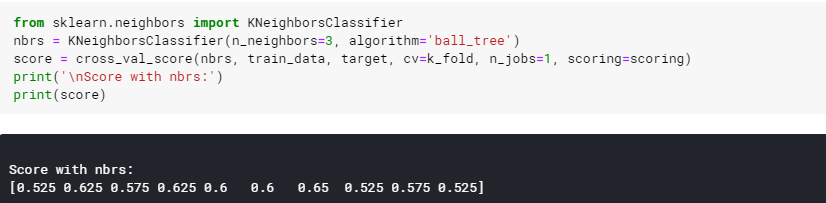 from sklearn.neighbors import KNeighborsClassifier
nbrs = KNeighborsClassifier(n_neighbors=3, algorithm='ball_tree')
score = cross_val_score(nbrs, train_data, target, cv=k_fold, n_jobs=1, scoring=scoring)
print('\nScore with nbrs:')
print(score)
Score with nbrs:
[0.525 0.625 0.575 0.625 0.6   0.6   0.65  0.525 0.575 0.525]